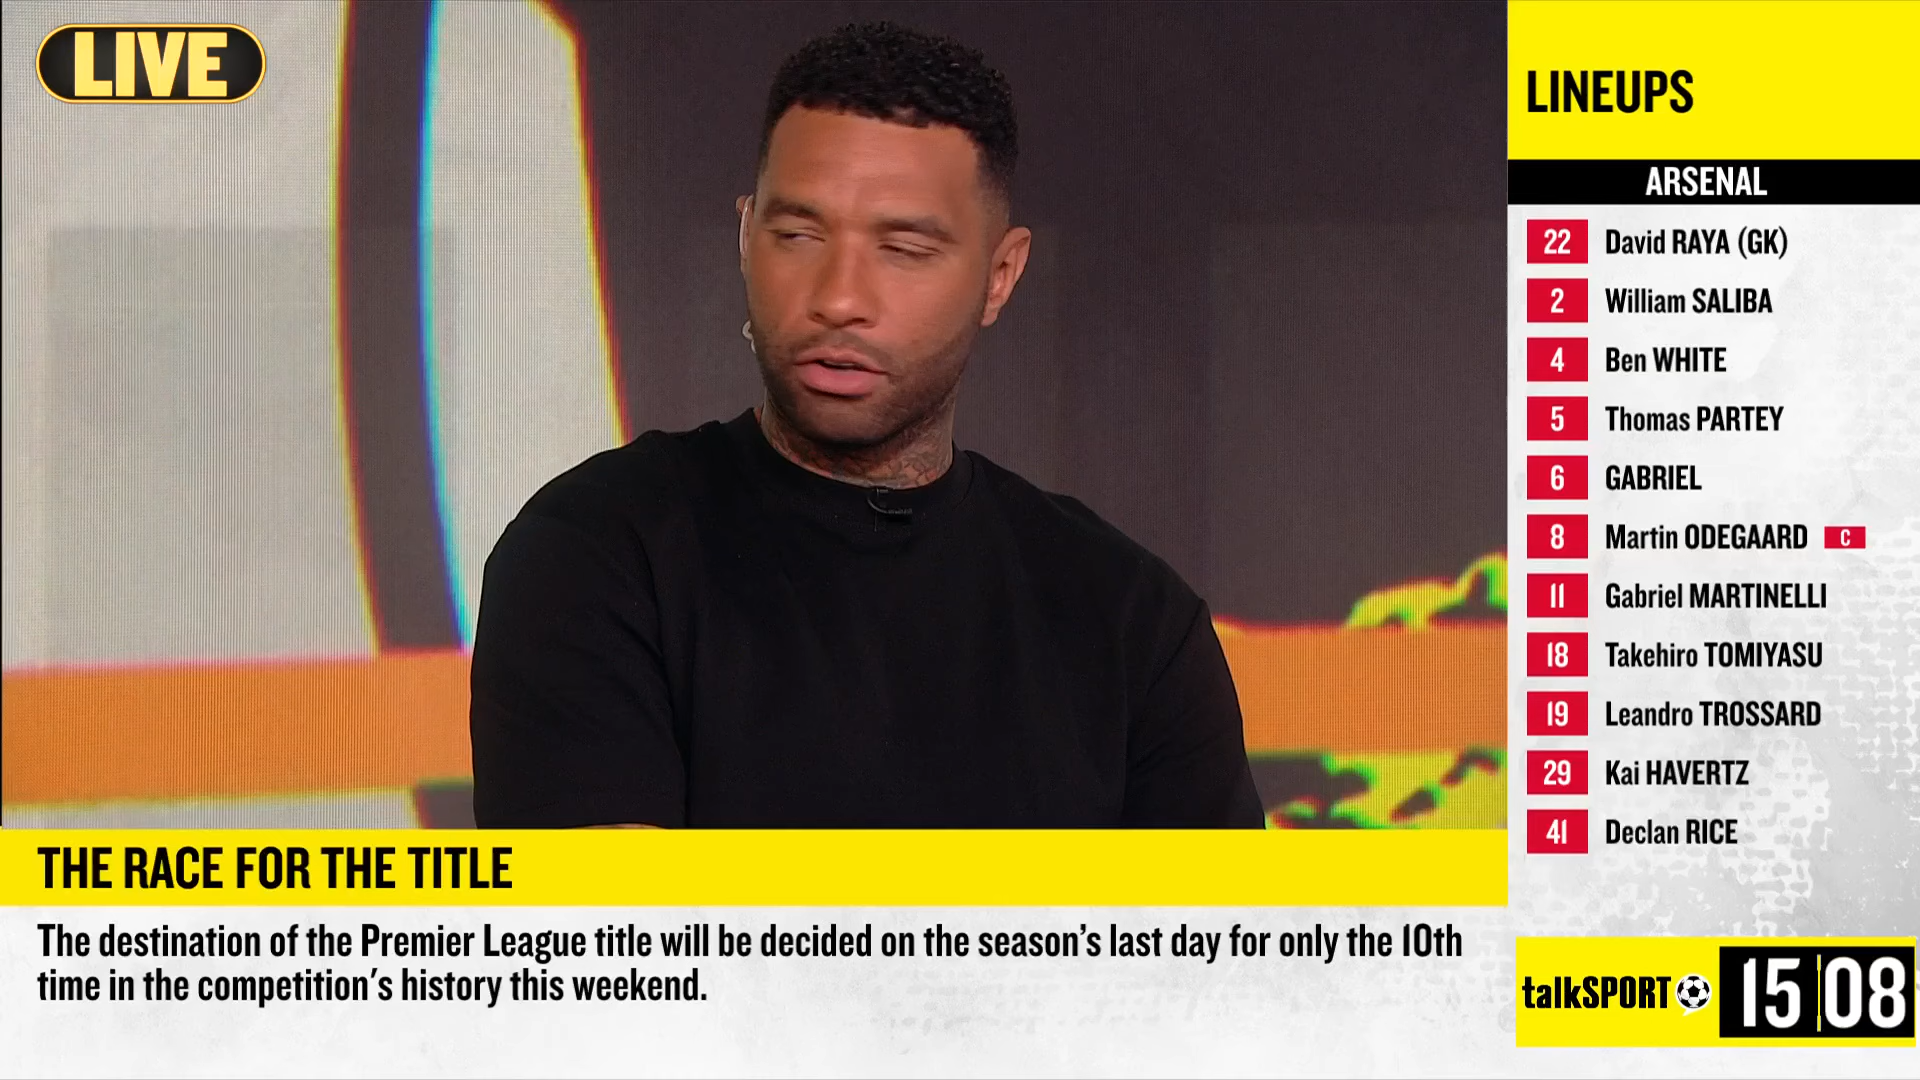 LIVE
LINEUPS
ARSENAL
22 David RAYA (GK)
2 William SALIBA
4 Ben WHITE
5 Thomas PARTEY
6 GABRIEL
8 Martin ODEGAARD C
11 Gabriel MARTINELLI
18 Takehiro TOMIYASU
19 Leandro TROSSARD
29 Kai HAVERTZ
41 Declan RICE
THE RACE FOR THE TITLE
The destination of the Premier League title will be decided on the season’s last day for only the 10th
time in the competition’s history this weekend.
talkSPORT 15 08